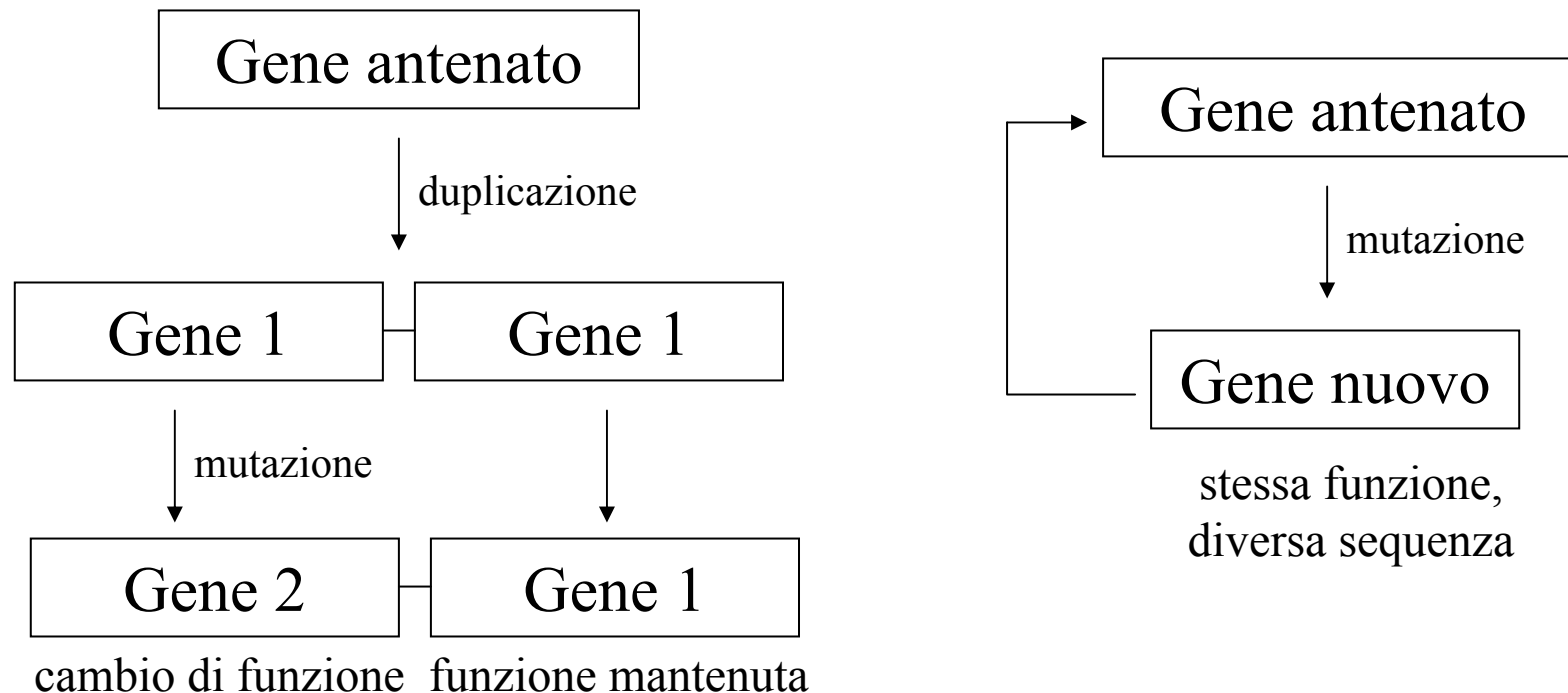 Gene antenato
duplicazione
Gene 1
Gene 1
mutazione
Gene 2
Gene 1
cambio di funzione
funzione mantenuta
Gene antenato
mutazione
Gene nuovo
stessa funzione,
diversa sequenza